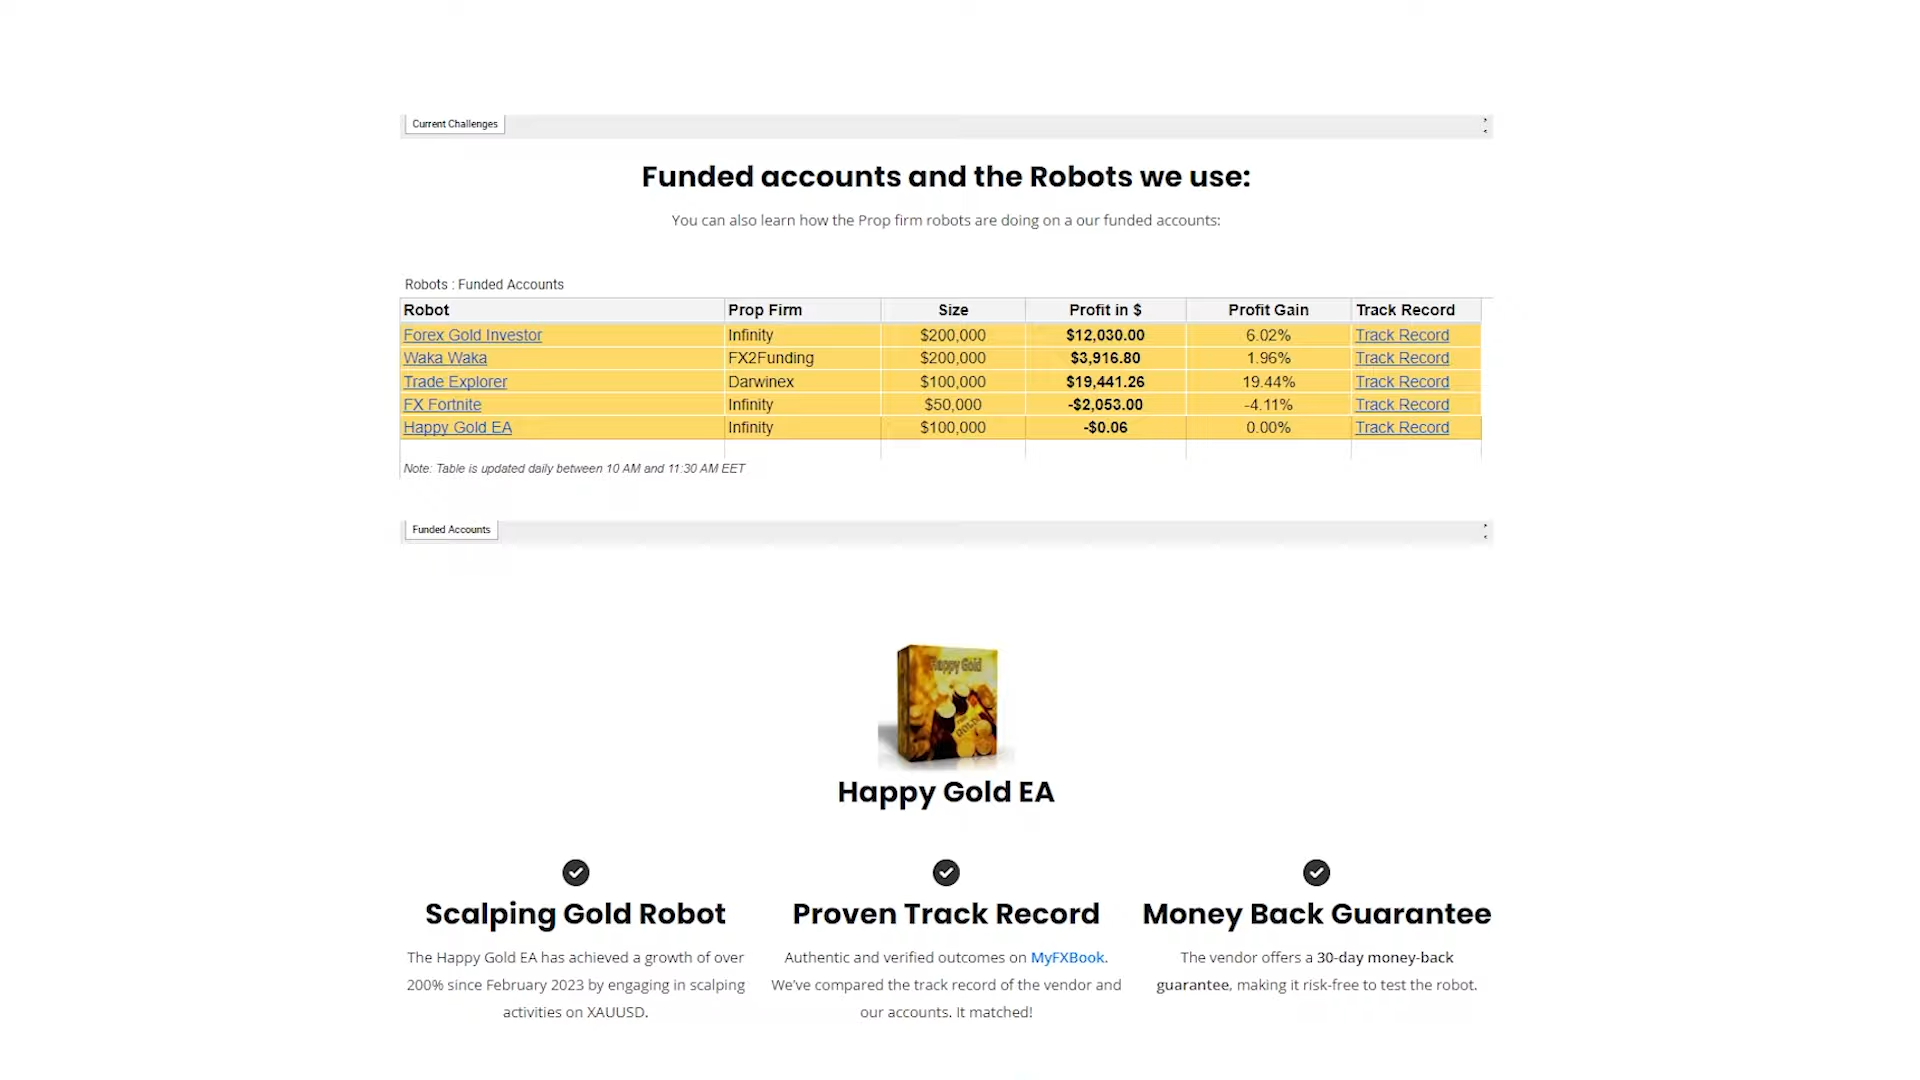 Current Challenges
Funded accounts and the Robots we use:
You can also learn how the Prop firm robots are doing on a our funded accounts:
Robots : Funded Accounts
Robot Prop Firm Size Profit in $ Profit Gain Track Record
Forex Gold Investor Infinity $200,000 $12,030.00 6.02% Track Record
Waka Waka FX2Funding $200,000 $3,916.80 1.96% Track Record
Trade Explorer Darwinex $100,000 $19,441.26 19.44% Track Record
FX Fortnite Infinity $50,000 -$2,053.00 -4.11% Track Record
Happy Gold EA Infinity $100,000 -$0.06 0.00% Track Record
Note: Table is updated daily between 10 AM and 11:30 AM EET
Funded Accounts
Happy Gold
Happy Gold EA
Scalping Gold Robot
The Happy Gold EA has achieved a growth of over
200% since February 2023 by engaging in scalping
activities on XAUUSD.
Proven Track Record
Authentic and verified outcomes on MyFXBook.
We've compared the track record of the vendor and
our accounts. It matched!
Money Back Guarantee
The vendor offers a 30-day money-back
guarantee, making it risk-free to test the robot.